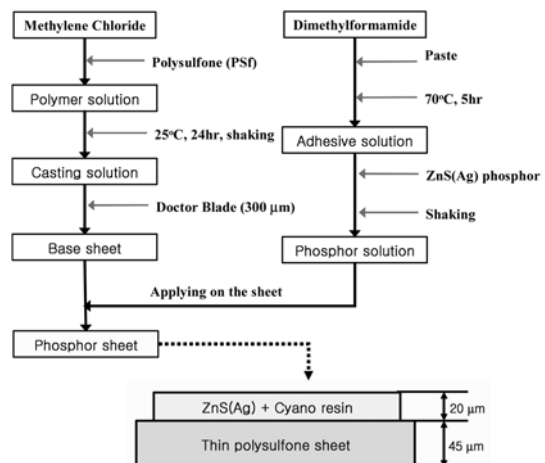 Methylene Chloride
Polysulfone (PSf)
Polymer solution
25°C, 24hr, shaking
Casting solution
Doctor Blade (300 μm)
Base sheet
Dimethylformamide
Paste
70°C, 5hr
Adhesive solution
ZnS(Ag) phosphor
Shaking
Phosphor solution
Applying on the sheet
Phosphor sheet
ZnS(Ag) + Cyano resin
20 μm
Thin polysulfone sheet
45 μm